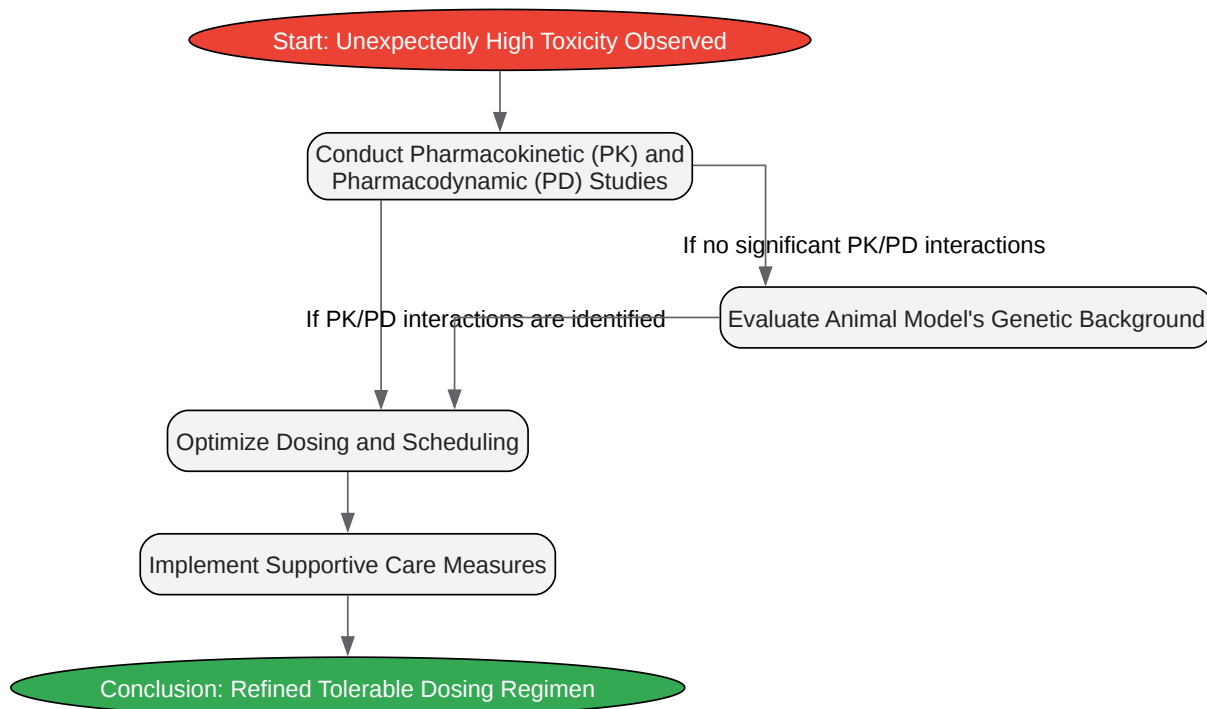 Start: Unexpectedly High Toxicity Observed
Conduct Pharmacokinetic (PK) and
Pharmacodynamic (PD) Studies
If no significant PK/PD interactions
If PK/PD interactions are identified
Evaluate Animal Model's Genetic Background
Optimize Dosing and Scheduling
Implement Supportive Care Measures
Conclusion: Refined Tolerable Dosing Regimen